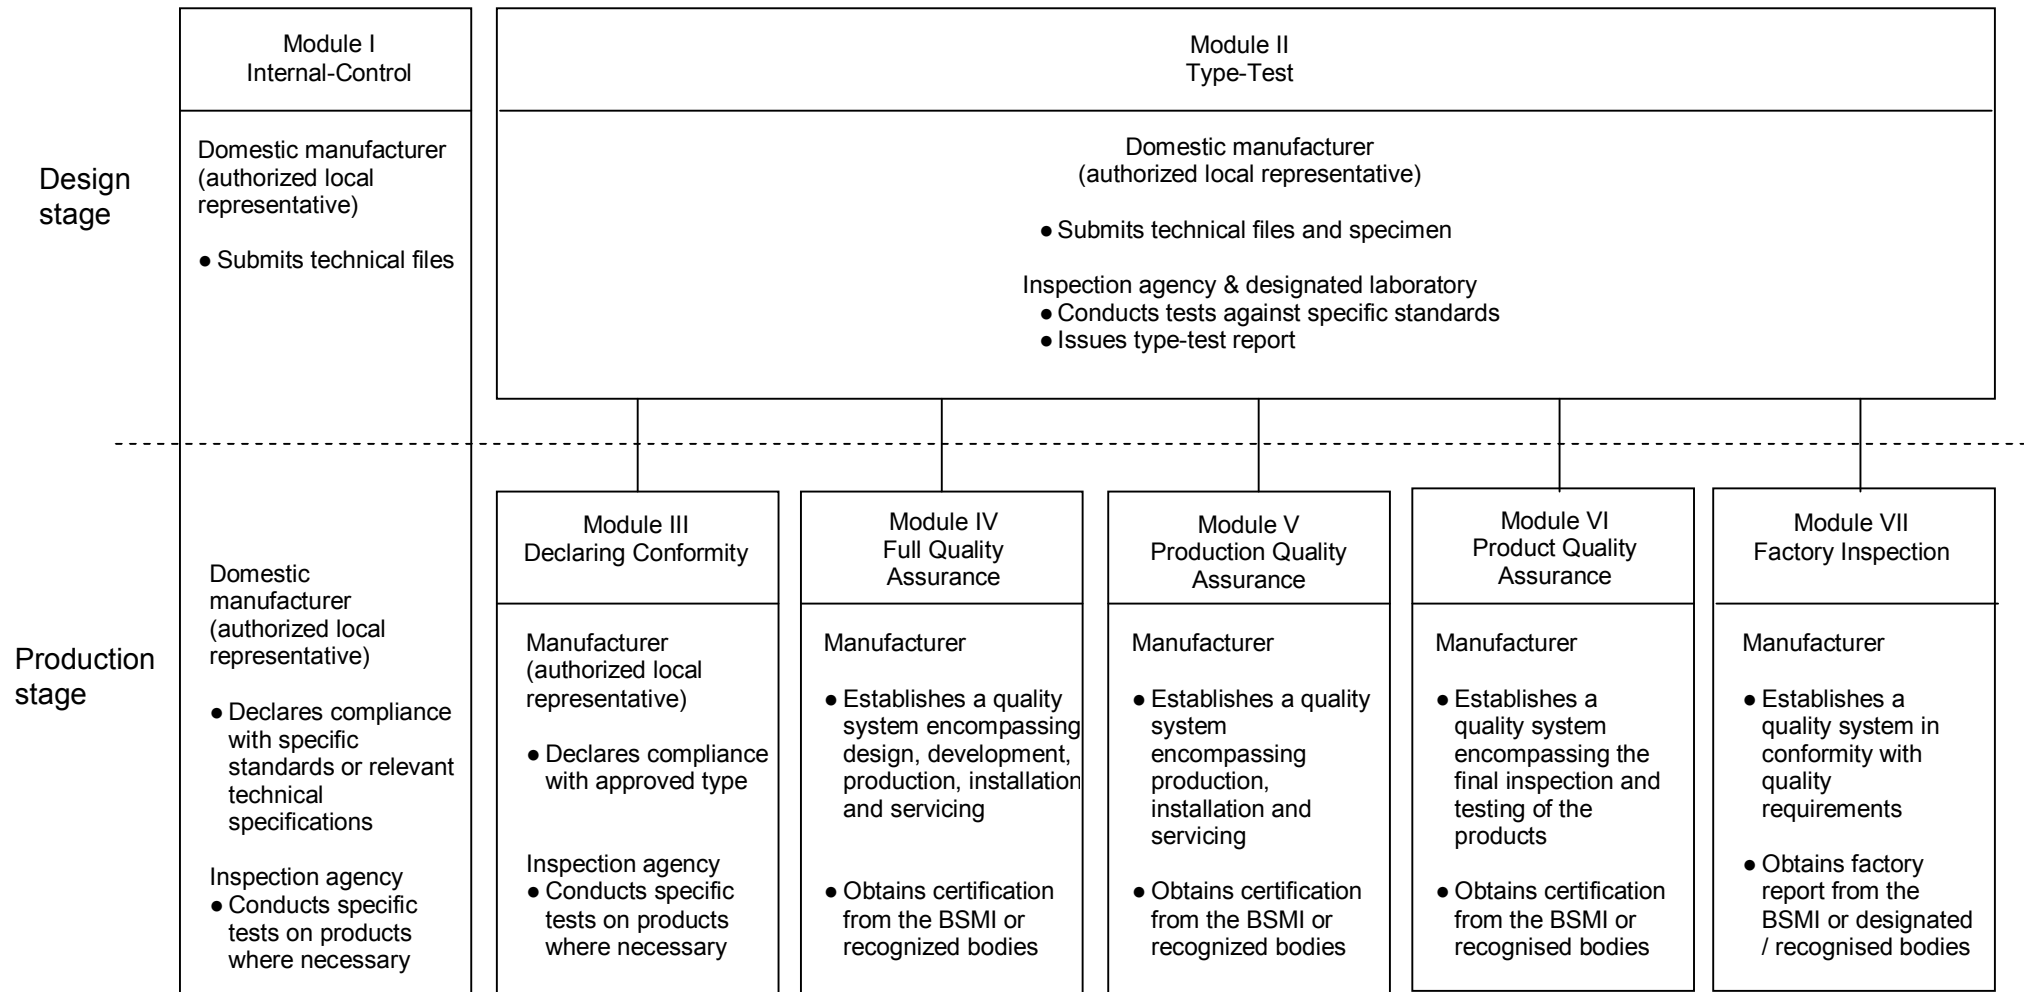 Module I
Internal-Control
Module II
Type-Test
Design
stage
Domestic manufacturer
(authorized local
representative)
● Submits technical files
Domestic manufacturer
(authorized local representative)
● Submits technical files and specimen
Inspection agency & designated laboratory
● Conducts tests against specific standards
● Issues type-test report
Production
stage
Domestic
manufacturer
(authorized local
representative)
● Declares compliance
with specific
standards or relevant
technical
specifications
Inspection agency
● Conducts specific
tests on products
where necessary
Module III
Declaring Conformity
Manufacturer
(authorized local
representative)
● Declares compliance
with approved type
Inspection agency
● Conducts specific
tests on products
where necessary
Module IV
Full Quality
Assurance
Manufacturer
● Establishes a quality
system encompassing
design, development,
production, installation
and servicing
● Obtains certification
from the BSMI or
recognized bodies
Module V
Production Quality
Assurance
Manufacturer
● Establishes a quality
system
encompassing
production,
installation and
servicing
● Obtains certification
from the BSMI or
recognized bodies
Module VI
Product Quality
Assurance
Manufacturer
● Establishes a
quality system
encompassing the
final inspection and
testing of the
products
● Obtains certification
from the BSMI or
recognised bodies
Module VII
Factory Inspection
Manufacturer
● Establishes a
quality system in
conformity with
quality
requirements
● Obtains factory
report from the
BSMI or designated
/ recognised bodies